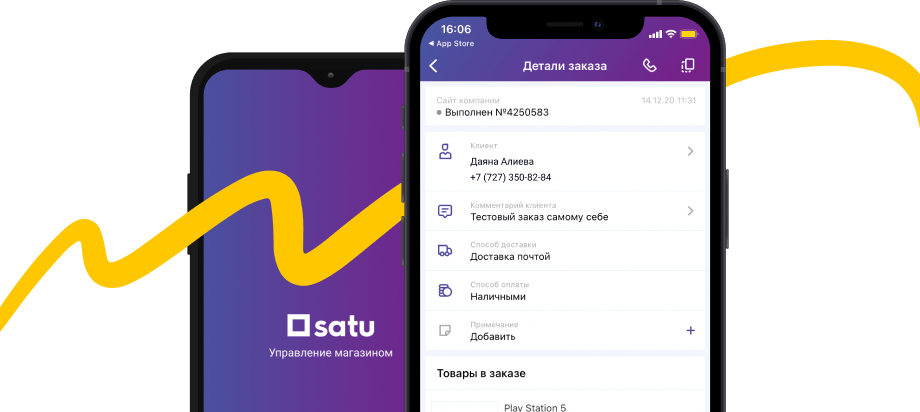 16:06
◀ App Store
Детали заказа
Сайт компании
14.12.20 11:31
Выполнен №4250583
Клиент
Даяна Алиева
+7 (727) 350-82-84
Комментарий клиента
Тестовый заказ самому себе
Способ доставки
Доставка почтой
Способ оплаты
Наличными
Примечание
Добавить
Товары в заказе
Play Station 5
satu
Управление магазином